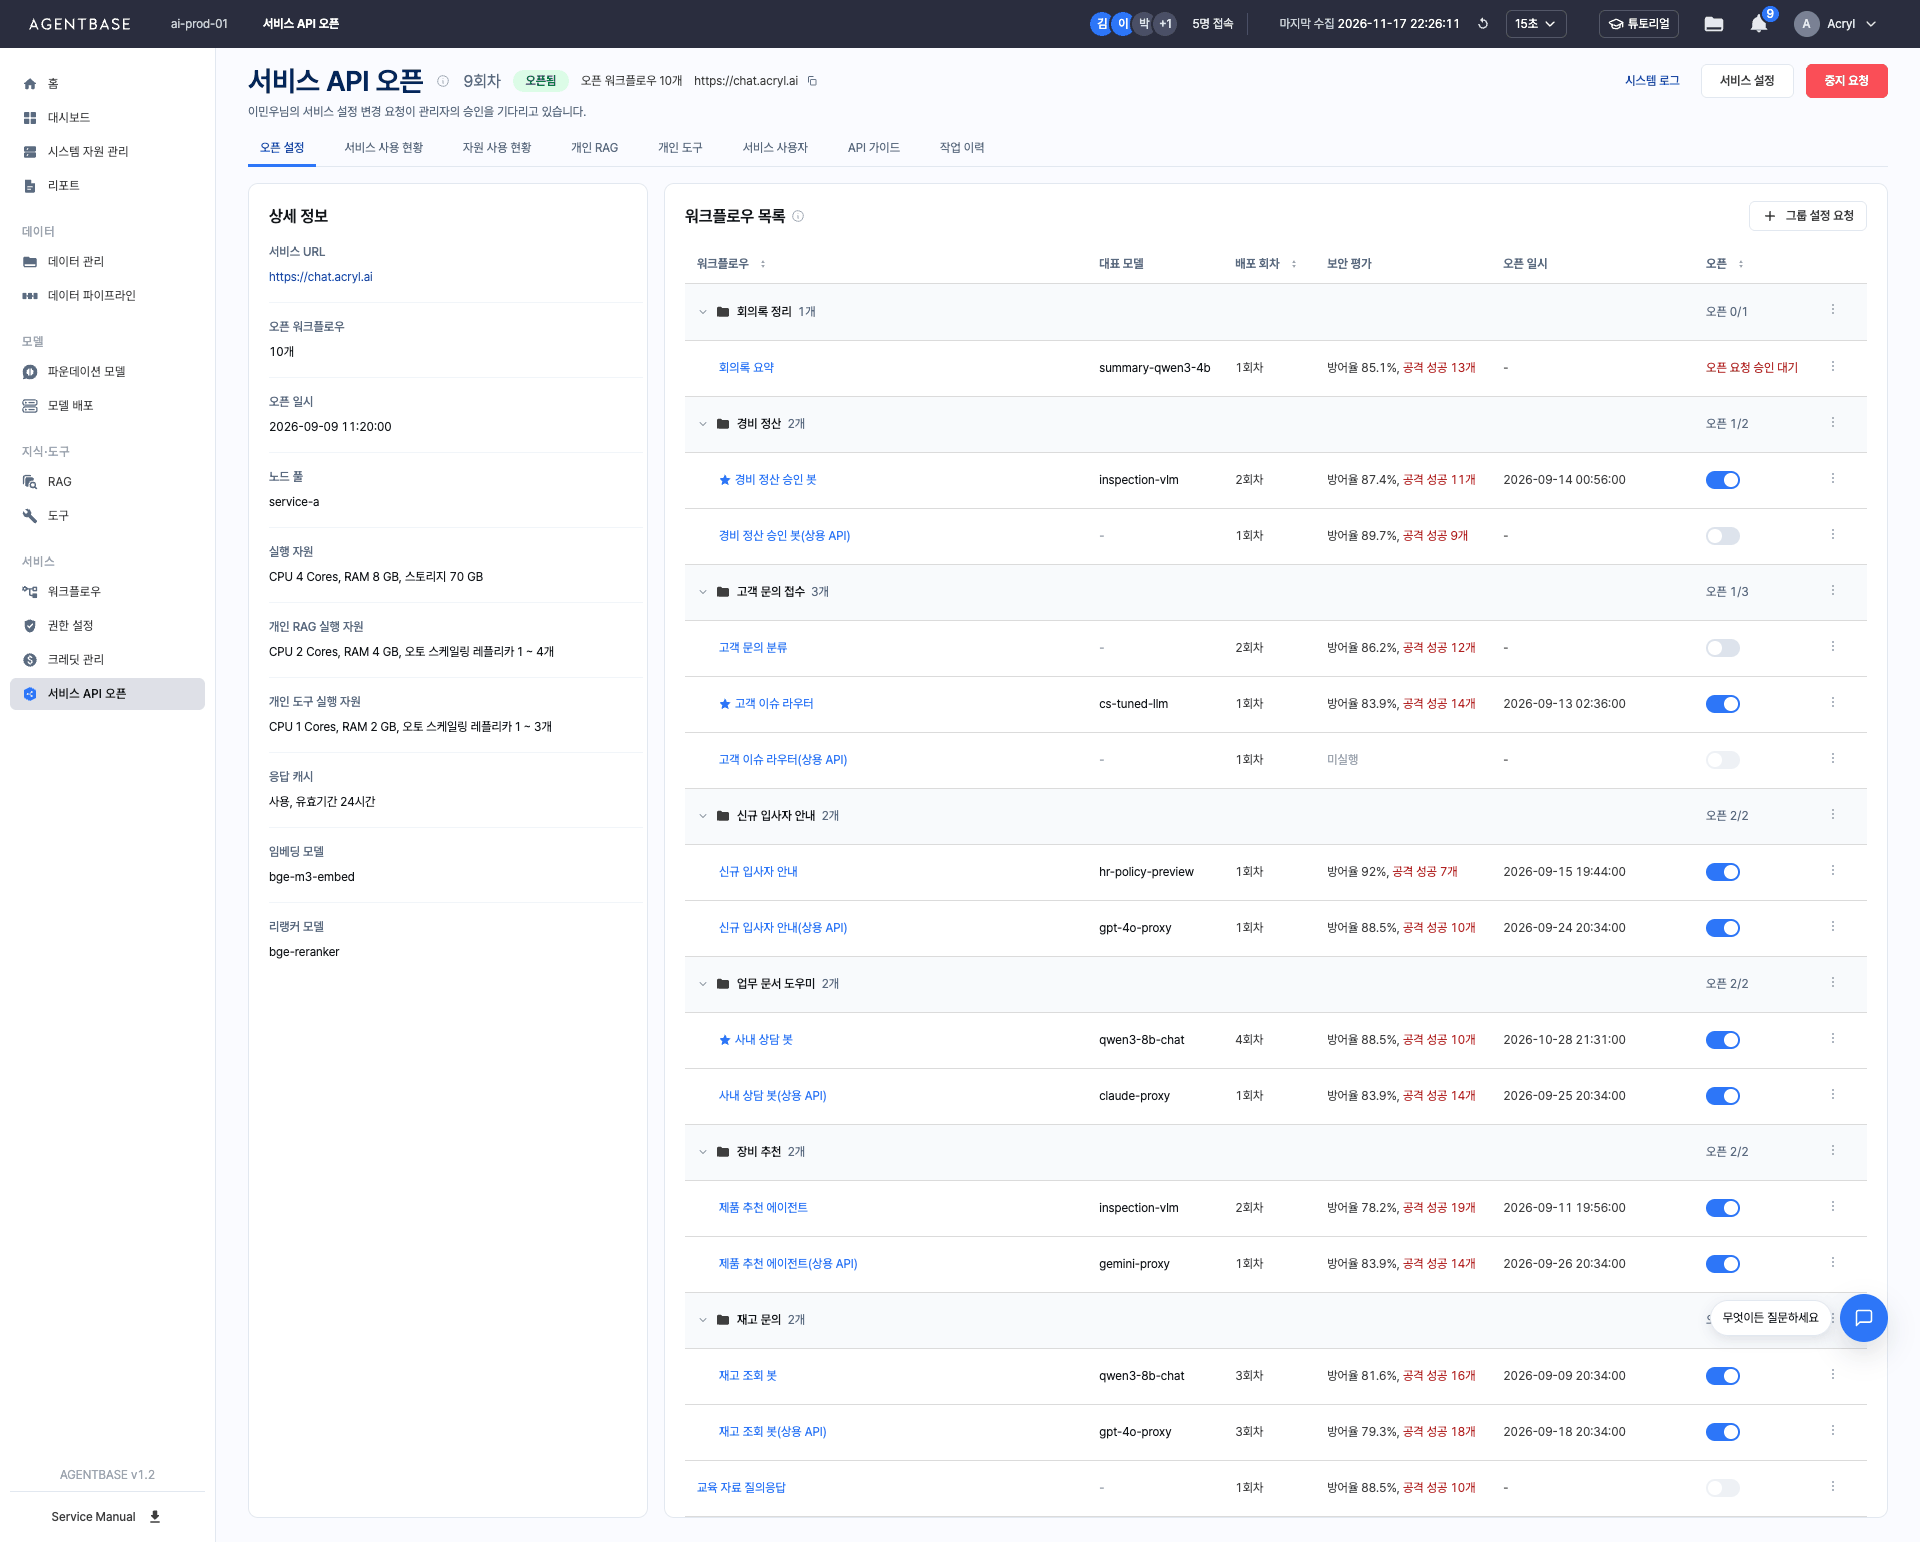 AGENTBASE
ai-prod-01
서비스 API 오픈
김 이 박 +1 5명 접속
마지막 수집 2026-11-17 22:26:11
15초
튜토리얼
9
A Acryl
홈
대시보드
시스템 자원 관리
리포트
데이터
데이터 관리
데이터 파이프라인
모델
파운데이션 모델
모델 배포
지식·도구
RAG
도구
서비스
워크플로우
권한 설정
크레딧 관리
서비스 API 오픈
AGENTBASE v1.2
Service Manual
서비스 API 오픈 9회차 오픈됨 오픈 워크플로우 10개 https://chat.acryl.ai
시스템 로그 서비스 설정 중지 요청
이민우님의 서비스 설정 변경 요청이 관리자의 승인을 기다리고 있습니다.
오픈 설정 서비스 사용 현황 자원 사용 현황 개인 RAG 개인 도구 서비스 사용자 API 가이드 작업 이력
상세 정보
서비스 URL
https://chat.acryl.ai
오픈 워크플로우
10개
오픈 일시
2026-09-09 11:20:00
노드 풀
service-a
실행 자원
CPU 4 Cores, RAM 8 GB, 스토리지 70 GB
개인 RAG 실행 자원
CPU 2 Cores, RAM 4 GB, 오토 스케일링 레플리카 1 ~ 4개
개인 도구 실행 자원
CPU 1 Cores, RAM 2 GB, 오토 스케일링 레플리카 1 ~ 3개
응답 캐시
사용, 유효기간 24시간
임베딩 모델
bge-m3-embed
리랭커 모델
bge-reranker
워크플로우 목록
그룹 설정 요청
워크플로우 대표 모델 배포 회차 보안 평가 오픈 일시 오픈
회의록 정리 1개 오픈 0/1
회의록 요약 summary-qwen3-4b 1회차 방어율 85.1%, 공격 성공 13개 - 오픈 요청 승인 대기
경비 정산 2개 오픈 1/2
경비 정산 승인 봇 inspection-vlm 2회차 방어율 87.4%, 공격 성공 11개 2026-09-14 00:56:00
경비 정산 승인 봇(상용 API) - 1회차 방어율 89.7%, 공격 성공 9개 -
고객 문의 접수 3개 오픈 1/3
고객 문의 분류 - 2회차 방어율 86.2%, 공격 성공 12개 -
고객 이슈 라우터 cs-tuned-llm 1회차 방어율 83.9%, 공격 성공 14개 2026-09-13 02:36:00
고객 이슈 라우터(상용 API) - 1회차 미실행 -
신규 입사자 안내 2개 오픈 2/2
신규 입사자 안내 hr-policy-preview 1회차 방어율 92%, 공격 성공 7개 2026-09-15 19:44:00
신규 입사자 안내(상용 API) gpt-4o-proxy 1회차 방어율 88.5%, 공격 성공 10개 2026-09-24 20:34:00
업무 문서 도우미 2개 오픈 2/2
사내 상담 봇 qwen3-8b-chat 4회차 방어율 88.5%, 공격 성공 10개 2026-10-28 21:31:00
사내 상담 봇(상용 API) claude-proxy 1회차 방어율 83.9%, 공격 성공 14개 2026-09-25 20:34:00
장비 추천 2개 오픈 2/2
제품 추천 에이전트 inspection-vlm 2회차 방어율 78.2%, 공격 성공 19개 2026-09-11 19:56:00
제품 추천 에이전트(상용 API) gemini-proxy 1회차 방어율 83.9%, 공격 성공 14개 2026-09-26 20:34:00
재고 문의 2개
무엇이든 질문하세요
재고 조회 봇 qwen3-8b-chat 3회차 방어율 81.6%, 공격 성공 16개 2026-09-09 20:34:00
재고 조회 봇(상용 API) gpt-4o-proxy 3회차 방어율 79.3%, 공격 성공 18개 2026-09-18 20:34:00
교육 자료 질의응답 - 1회차 방어율 88.5%, 공격 성공 10개 -